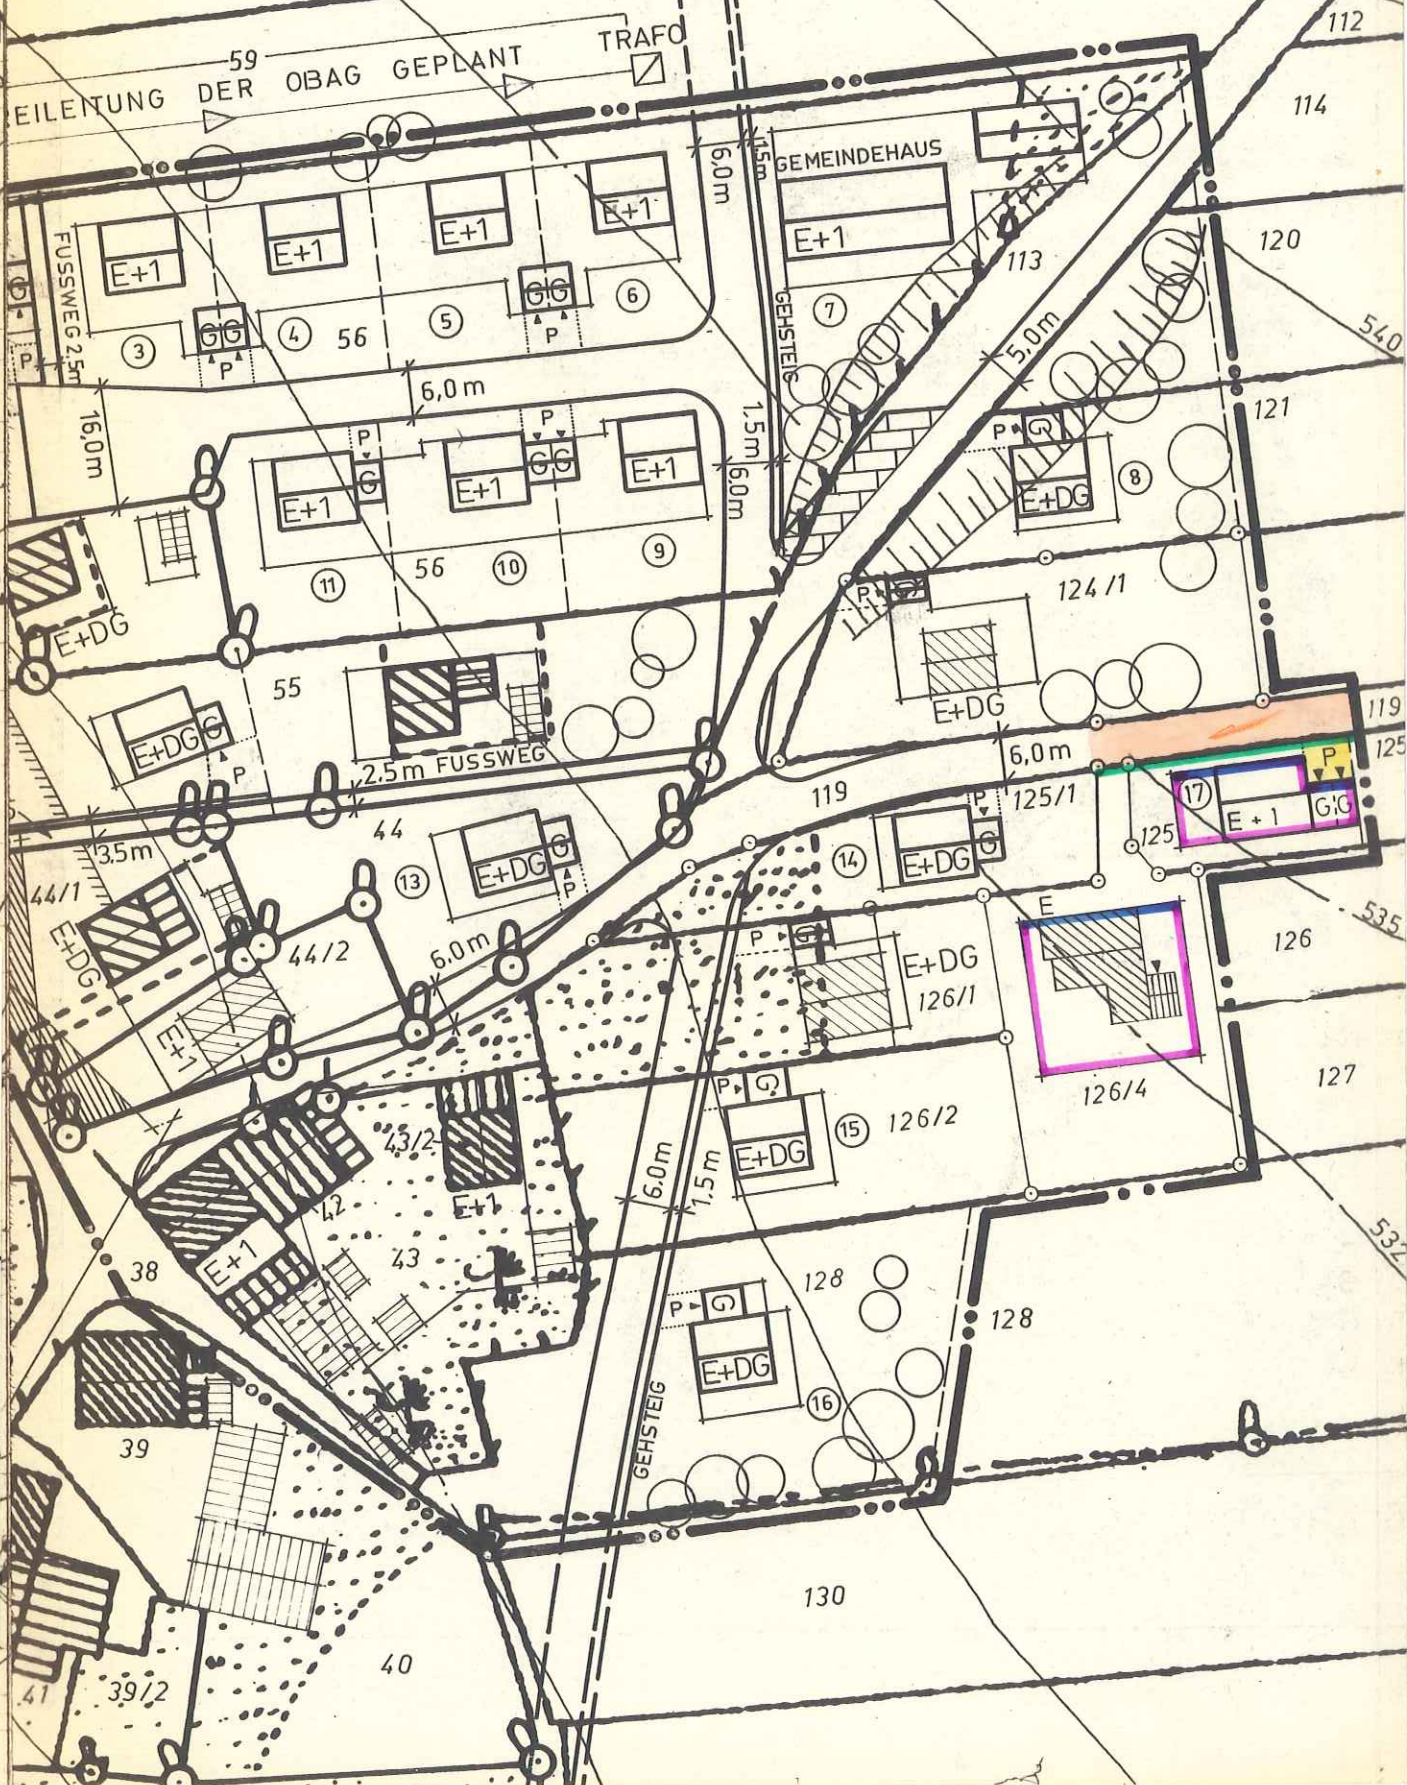 112
59
TRAFO
EILEITUNG DER OBAG GEPLANT
114
6,0m
1.5m
GEMEINDEHAUS
E+1
E+1
E+1
E+1
E+1
FUSSWEG 2.5m
G
P
120
113
GG
GG
3
4
56
5
6
7
P
P
GEHSTEIG
5,0m
540
6,0m
16,0m
P
P
1.5m
6.0m
121
P
G
E+1
G
E+1
GG
E+1
E+DG
8
11
56
10
9
124/1
P
G
E+DG
55
E+DG
E+DG
G
P
2.5m FUSSWEG
6,0m
119
125
P
119
125/1
17
E+1
G
G
125
44
3.5m
13
E+DG
G
P
14
E+DG
P
G
44/1
E+DG
44/2
6.0m
E
535
P
G
E+DG
126/1
126
E+1
126/4
127
P
G
E+DG
15
126/2
43/2
42
E+1
E+1
43
6.0m
1.5m
38
532
128
P
G
E+DG
128
16
GEHSTEIG
39
130
40
41
39/2